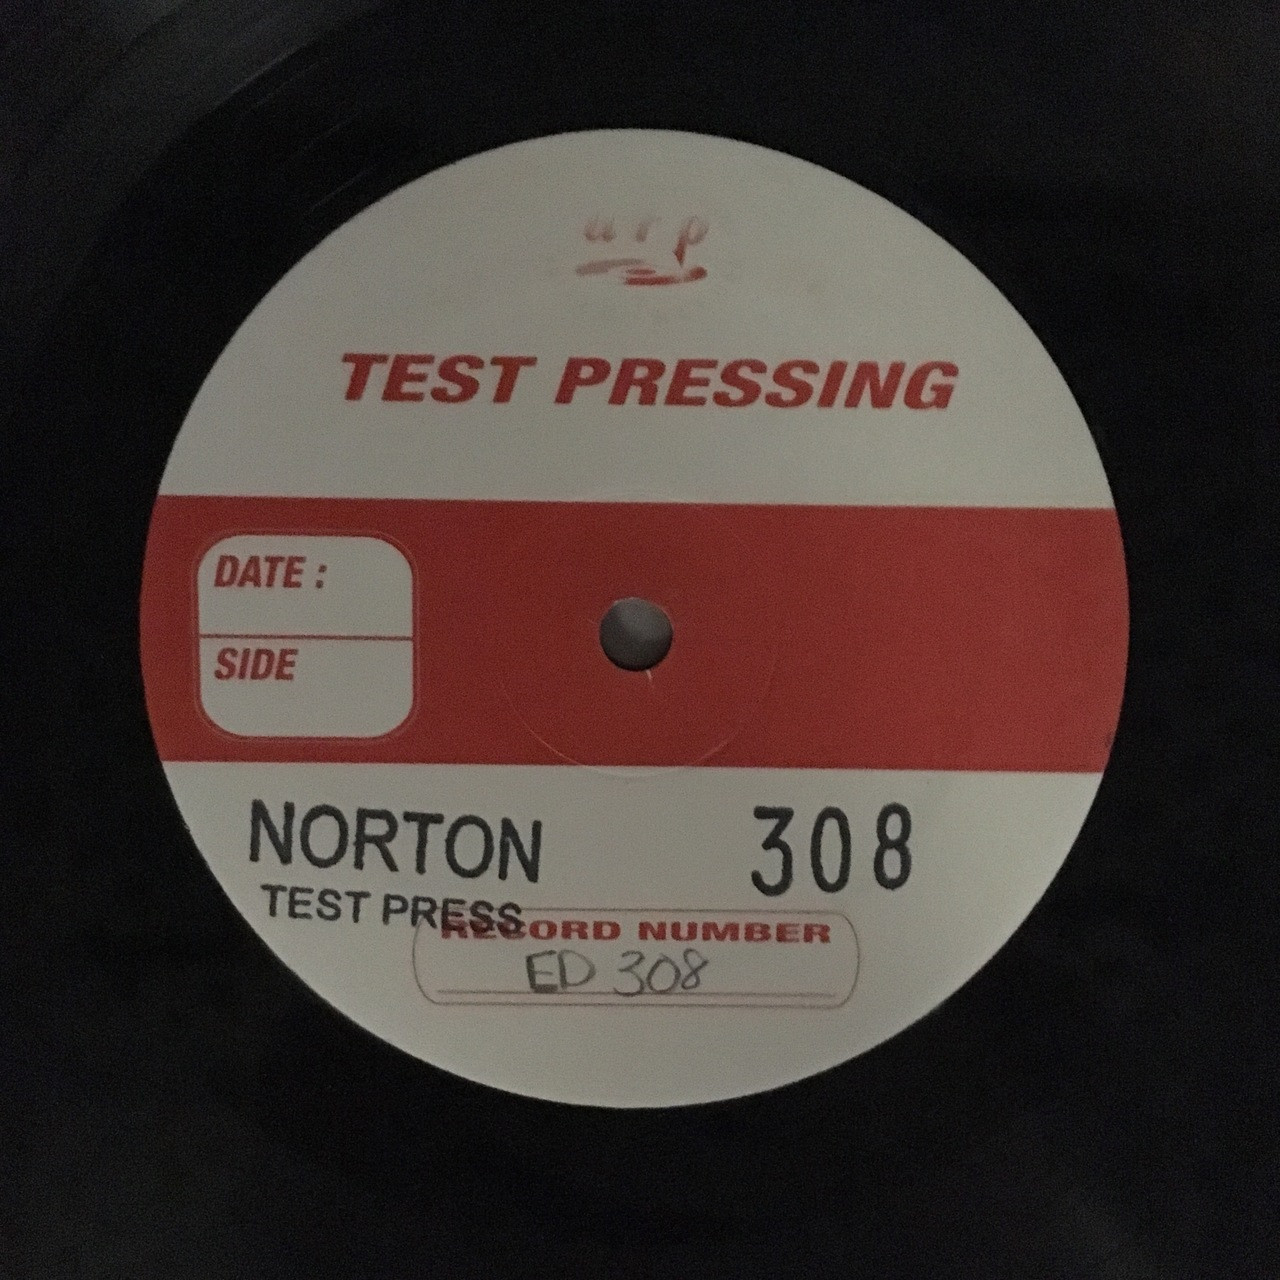 urp
TEST PRESSING
DATE :
SIDE
NORTON 308
TEST PRESS
RECORD NUMBER
ED 308